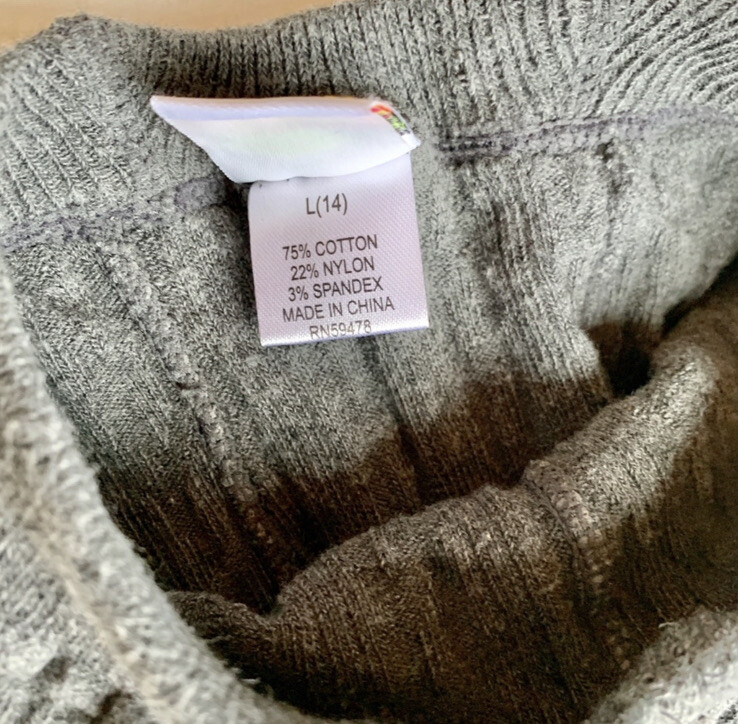 L(14)
75% COTTON
22% NYLON
3% SPANDEX
MADE IN CHINA
RN59478